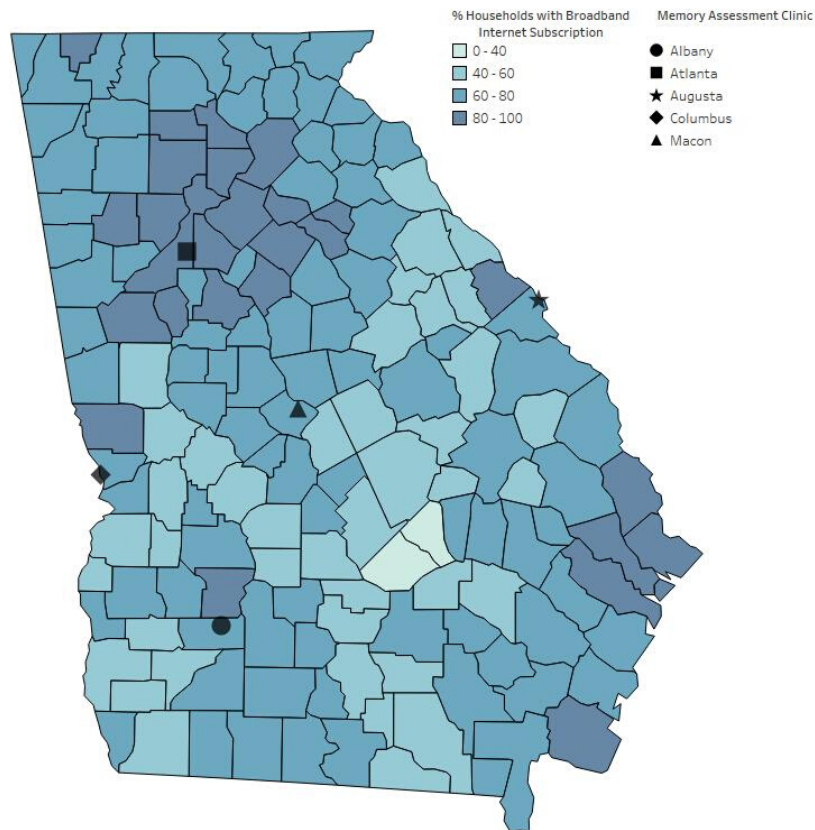 % Households with Broadband
Internet Subscription
0 - 40
40 - 60
60 - 80
80 - 100
Memory Assessment Clinic
Albany
Atlanta
Augusta
Columbus
Macon